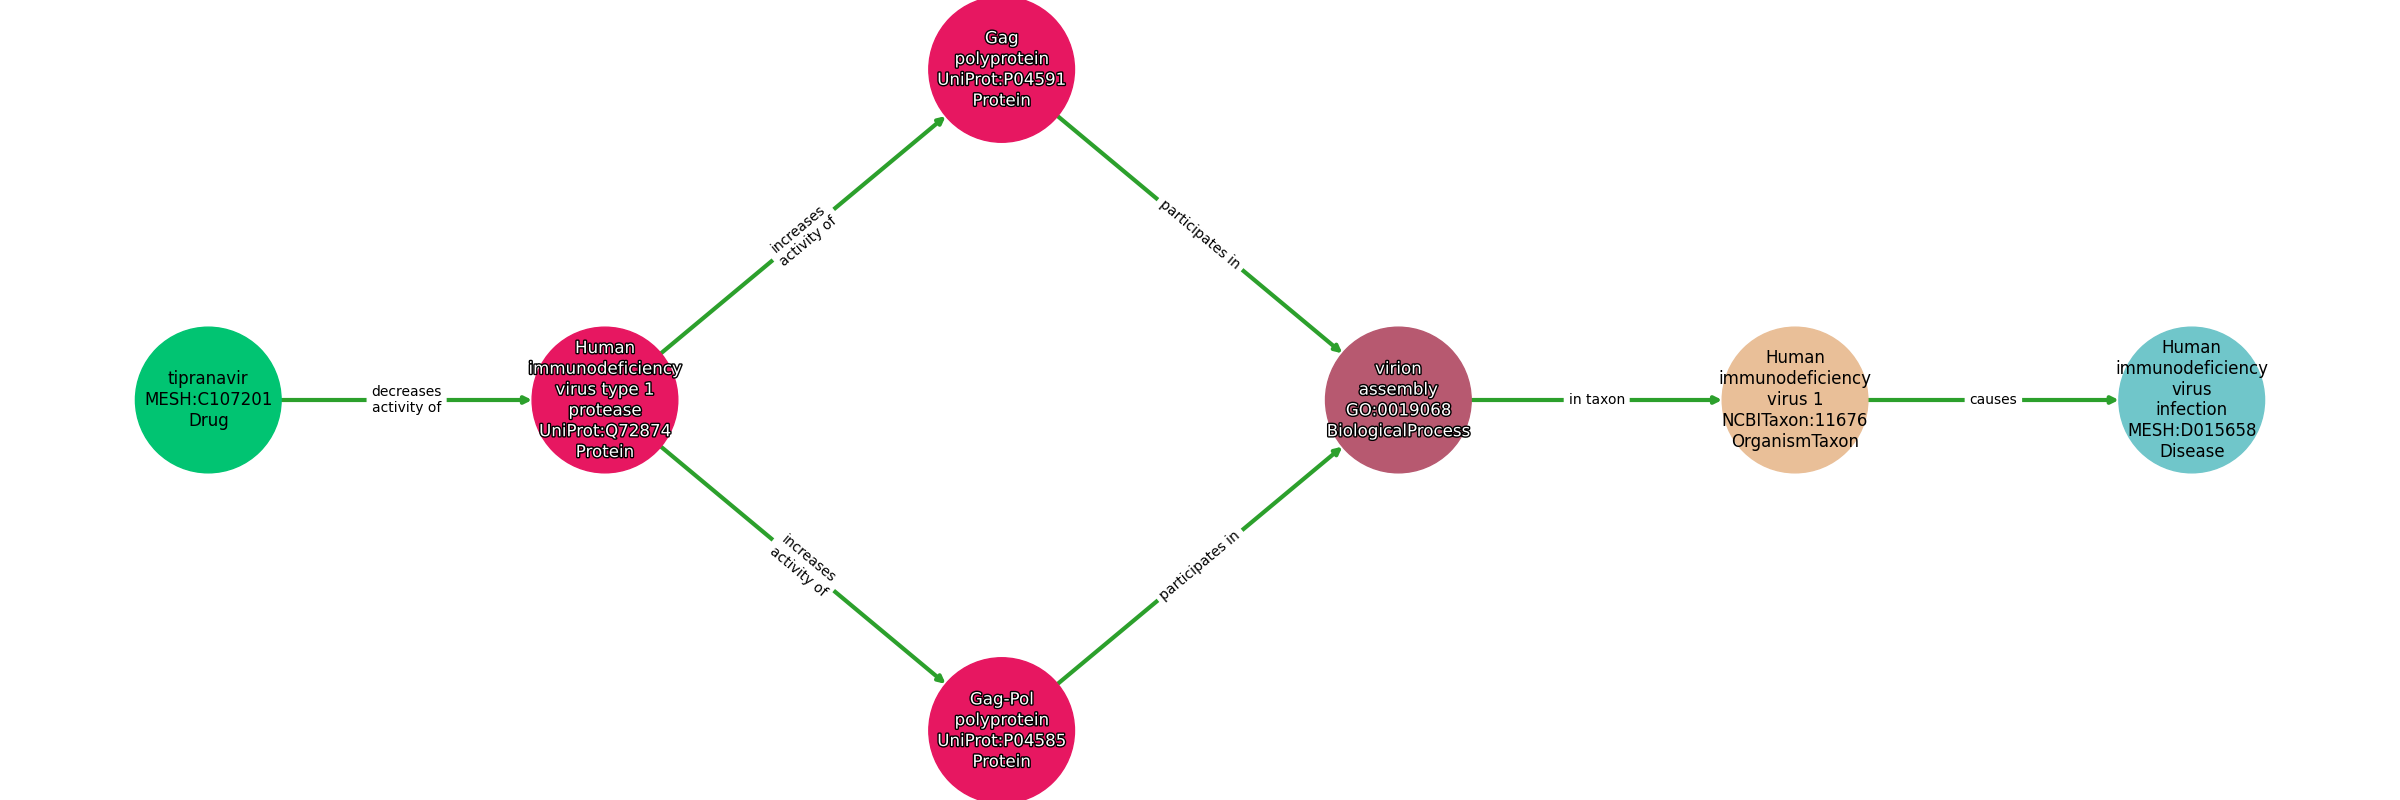 Gag
polyprotein
UniProt:P04591
Protein
increases
activity of
participates in
tipranavir
MESH:C107201
Drug
decreases
activity of
Human
immunodeficiency
virus type 1
protease
UniProt:Q72874
Protein
virion
assembly
GO:0019068
BiologicalProcess
in taxon
Human
immunodeficiency
virus 1
NCBITaxon:11676
OrganismTaxon
causes
Human
immunodeficiency
virus
infection
MESH:D015658
Disease
increases
activity of
participates in
Gag-Pol
polyprotein
UniProt:P04585
Protein